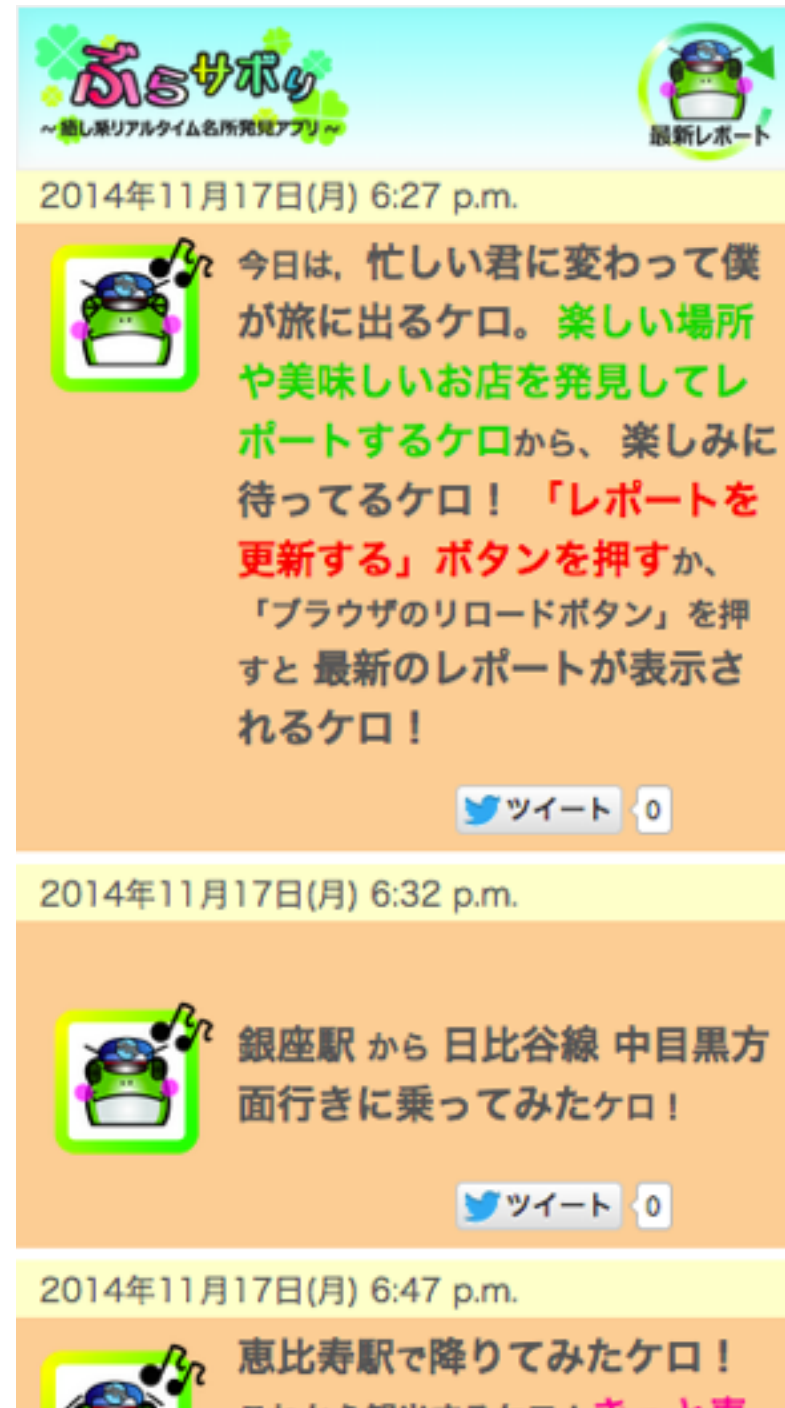 ぶらサボり
～癒し系リアルタイム名所発見アプリ～
最新レポート
2014年11月17日(月) 6:27 p.m.
今日は，忙しい君に変わって僕
が旅に出るケロ。楽しい場所
や美味しいお店を発見してレ
ポートするケロから、楽しみに
待ってるケロ！「レポートを
更新する」ボタンを押すか、
「ブラウザのリロードボタン」を押
すと 最新のレポートが表示さ
れるケロ！
ツイート 0
2014年11月17日(月) 6:32 p.m.
銀座駅 から 日比谷線 中目黒方
面行きに乗ってみたケロ！
ツイート 0
2014年11月17日(月) 6:47 p.m.
恵比寿駅で降りてみたケロ！